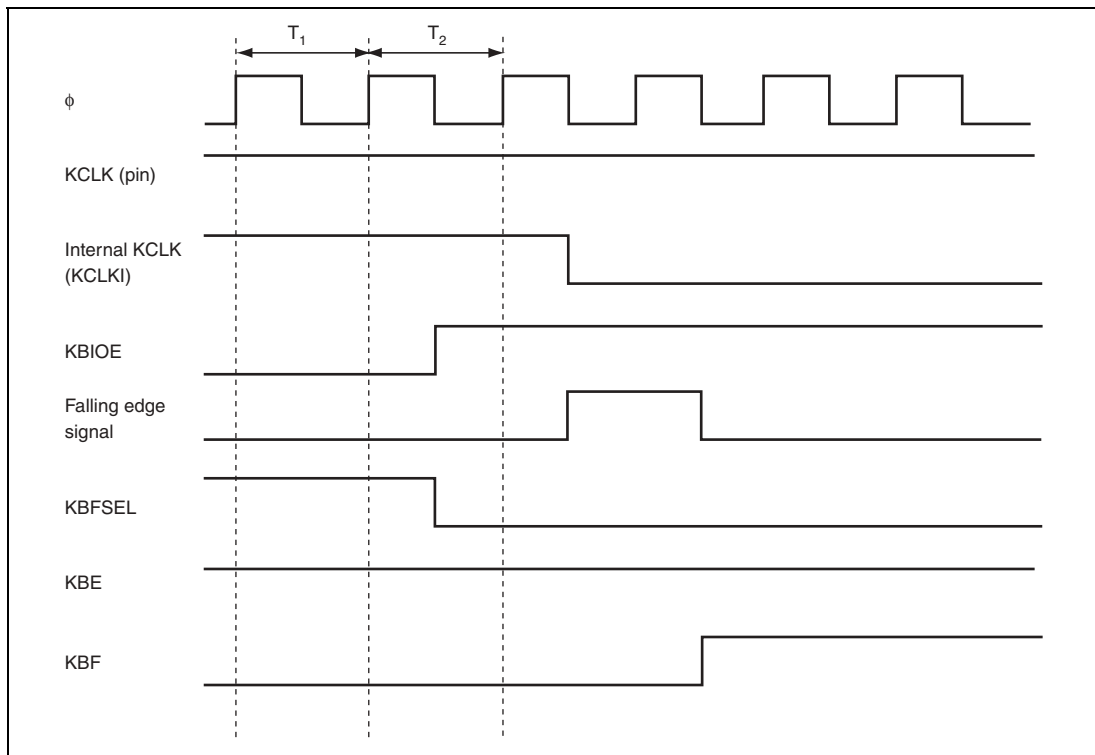 T1 T2
ϕ
KCLK (pin)
Internal KCLK
(KCLKI)
KBIOE
Falling edge
signal
KBFSEL
KBE
KBF